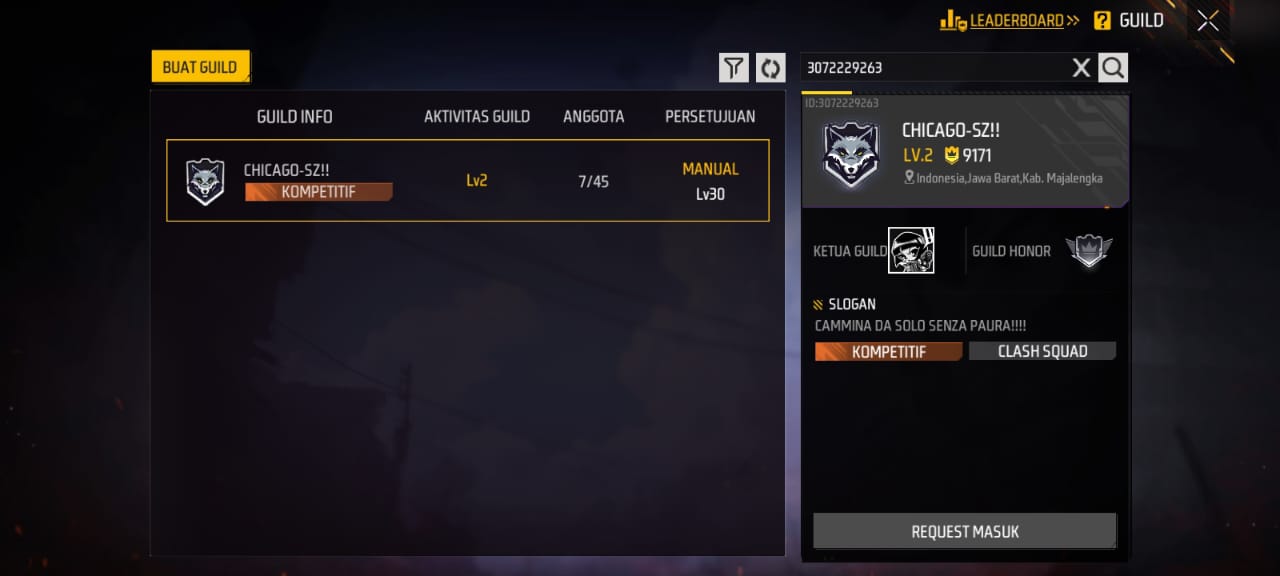 LEADERBOARD>>
? GUILD
BUAT GUILD
3072229263
GUILD INFO AKTIVITAS GUILD ANGGOTA PERSETUJUAN
CHICAGO-SZ!!
KOMPETITIF
Lv2
7/45
MANUAL
Lv30
ID:3072229263
CHICAGO-SZ!!
LV.2 9171
Indonesia,Jawa Barat,Kab. Majalengka
KETUA GUILD
GUILD HONOR
SLOGAN
CAMMINA DA SOLO SENZA PAURA!!!!
KOMPETITIF
CLASH SQUAD
REQUEST MASUK